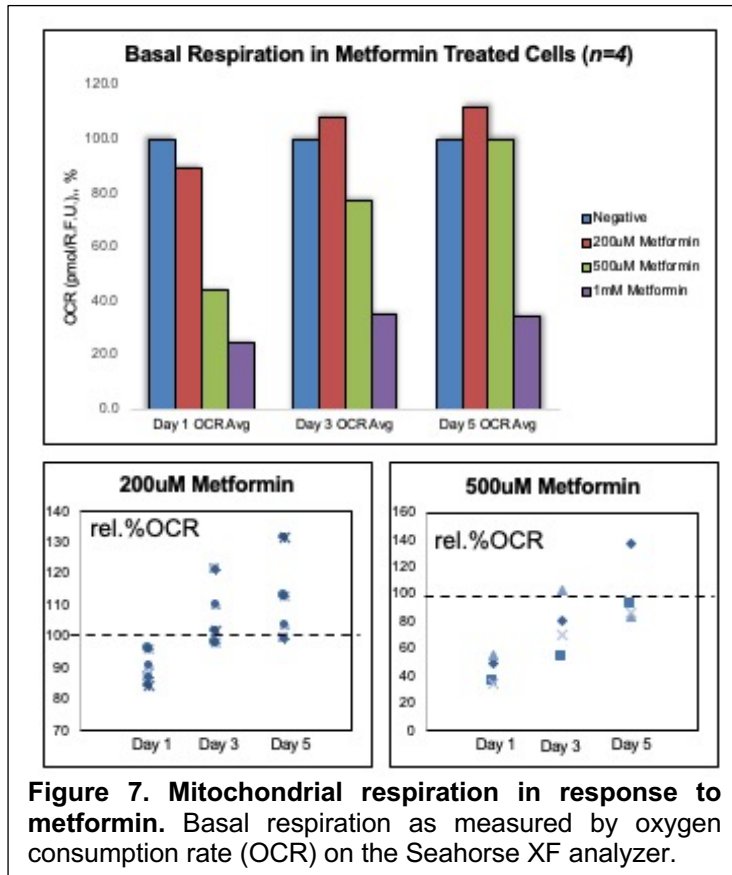 Basal Respiration in Metformin Treated Cells (n=4)
120.0
100.0
80.0
60.0
40.0
20.0
0.0
OCR (pmol/R.F.U.),, %
Day 1 OCR Avg
Day 3 OCR Avg
Day 5 OCR Avg
Negative
200uM Metformin
500uM Metformin
1mM Metformin
200uM Metformin
rel.%OCR
140
130
120
110
100
90
80
70
Day 1
Day 3
Day 5
500uM Metformin
rel.%OCR
160
140
120
100
80
60
40
20
0
Day 1
Day 3
Day 5
Figure 7. Mitochondrial respiration in response to
metformin. Basal respiration as measured by oxygen
consumption rate (OCR) on the Seahorse XF analyzer.